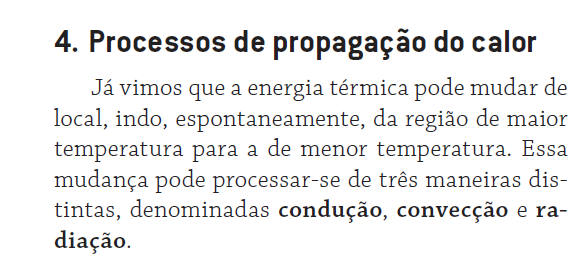 4. Processos de propagação do calor
Já vimos que a energia térmica pode mudar de
local, indo, espontaneamente, da região de maior
temperatura para a de menor temperatura. Essa
mudança pode processar-se de três maneiras dis-
tintas, denominadas condução, convecção e ra-
diação.